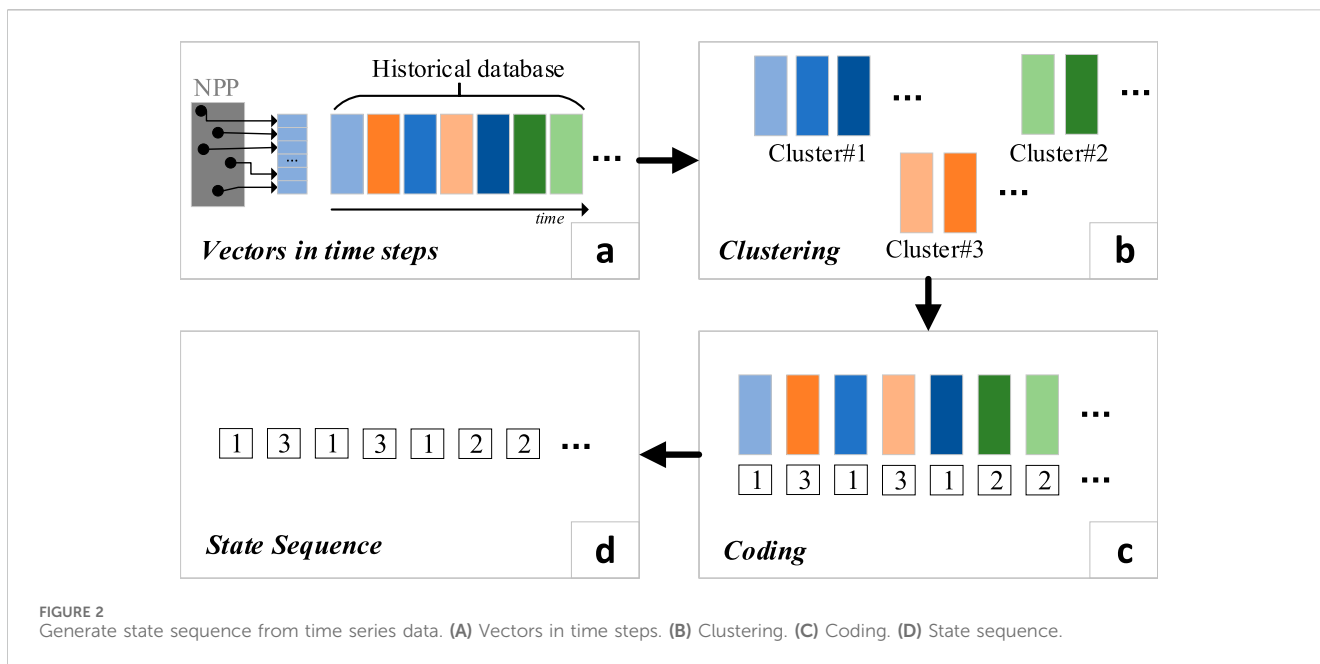 NPP
Historical database
...
...
time
Vectors in time steps
a
...
...
Cluster#1
Cluster#2
...
Cluster#3
Clustering
b
...
1 3 1 3 1 2 2 ...
Coding
c
1 3 1 3 1 2 2 ...
State Sequence
d
FIGURE 2
Generate state sequence from time series data. (A) Vectors in time steps. (B) Clustering. (C) Coding. (D) State sequence.